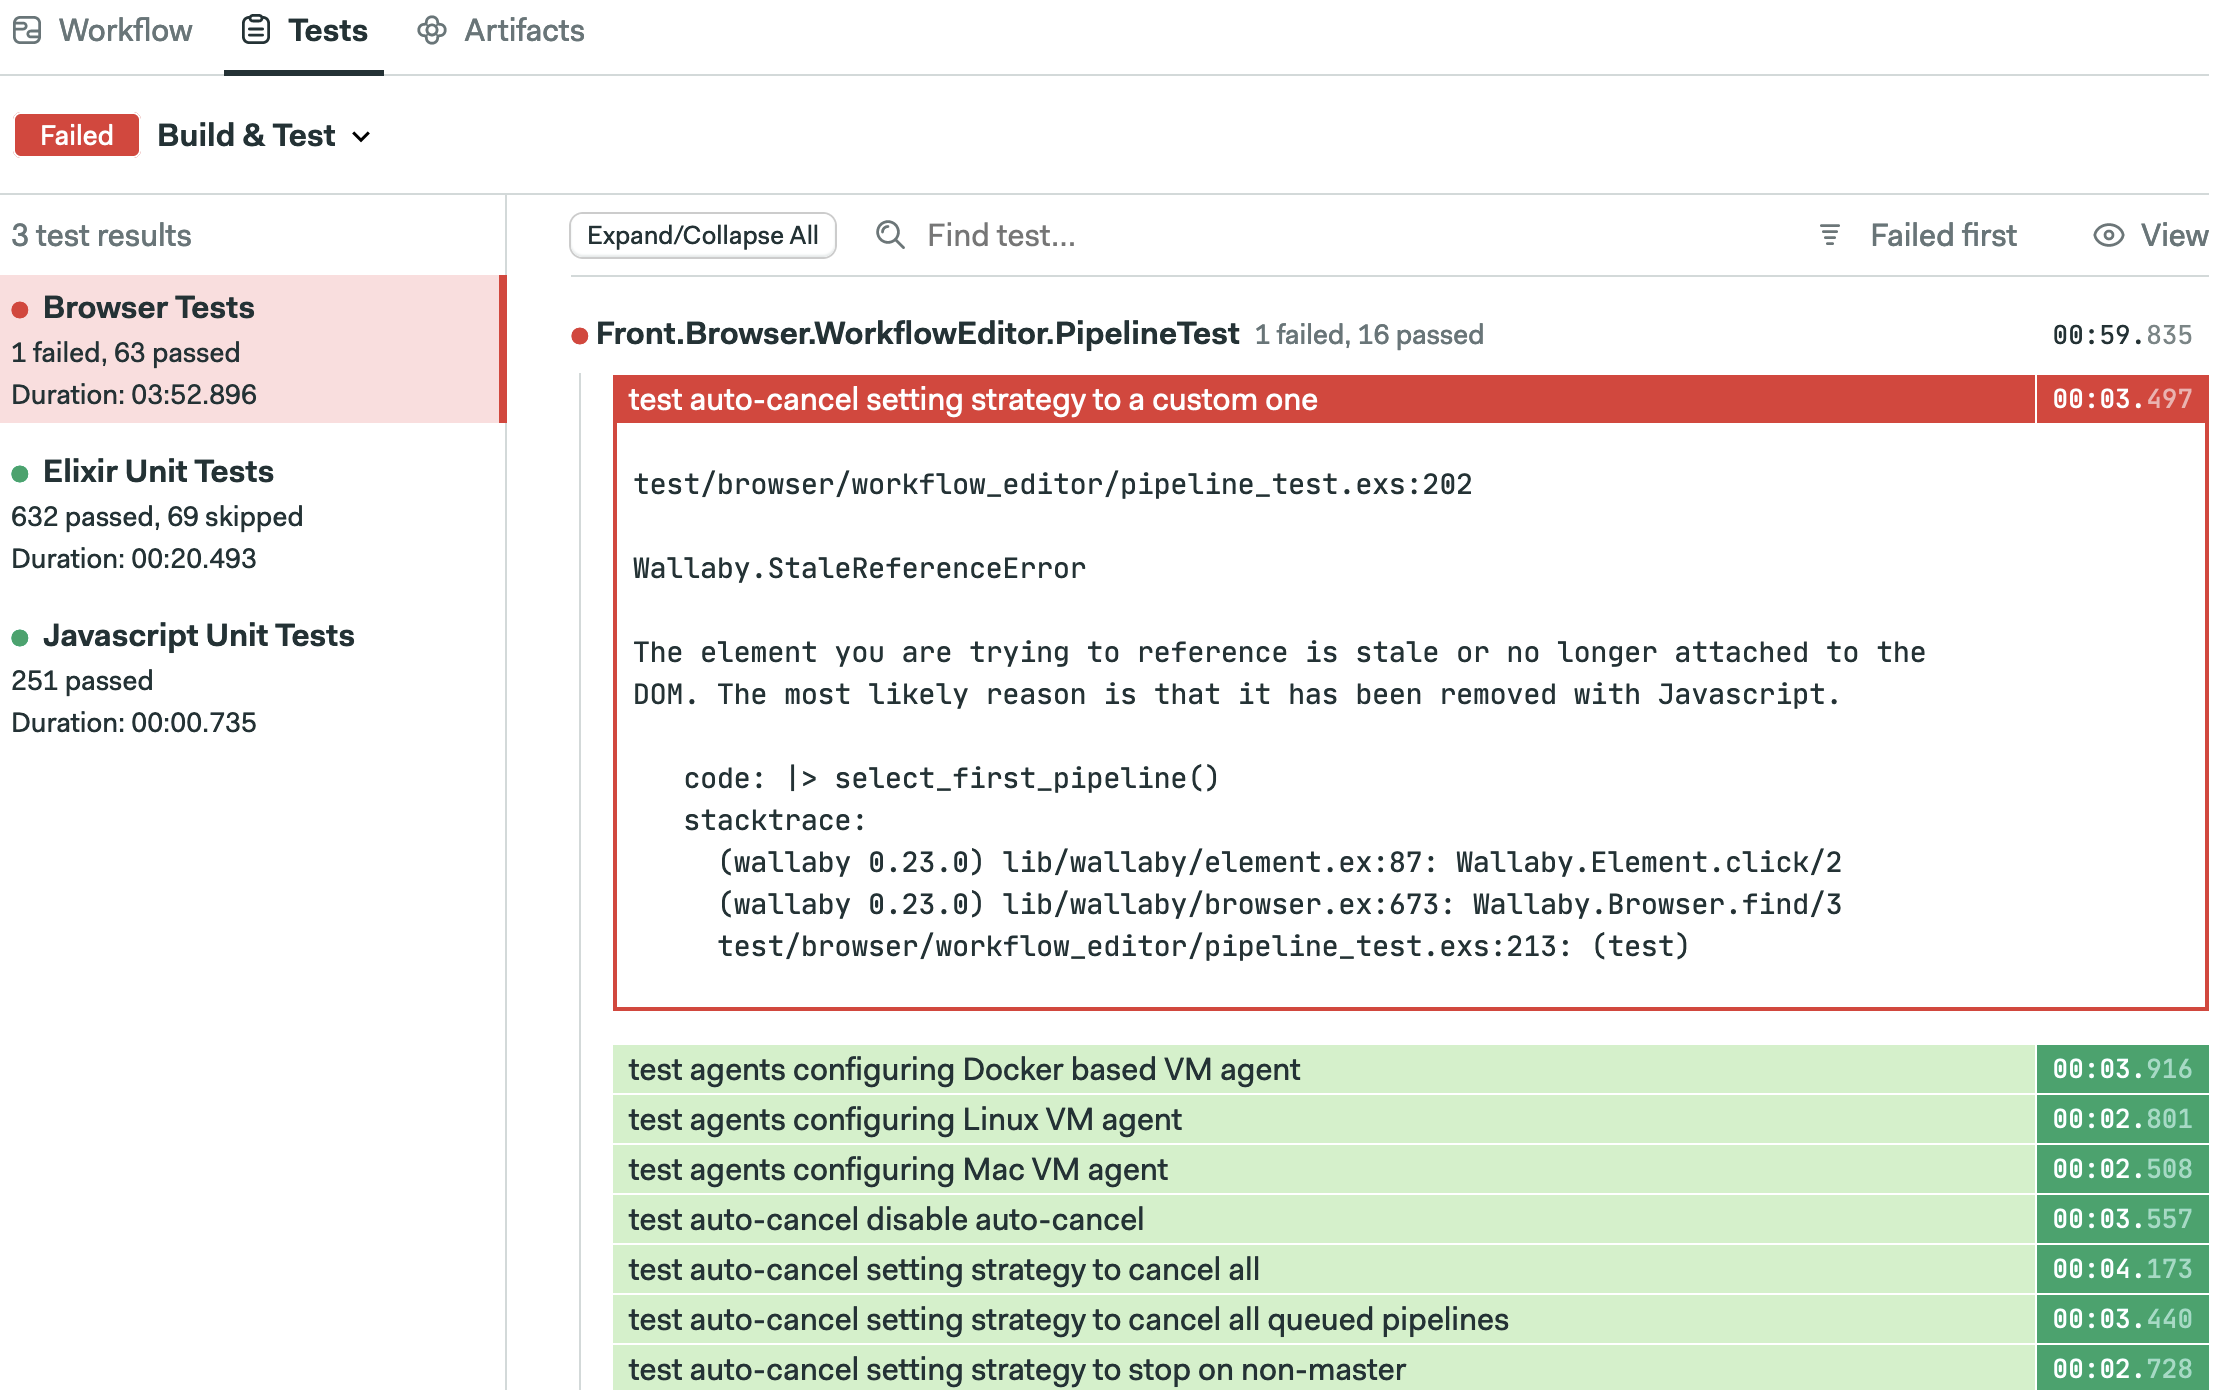 Workflow
Tests
Artifacts
Failed
Build & Test
3 test results
Browser Tests
1 failed, 63 passed
Duration: 03:52.896
Elixir Unit Tests
632 passed, 69 skipped
Duration: 00:20.493
Javascript Unit Tests
251 passed
Duration: 00:00.735
Expand/Collapse All
Find test...
Failed first
View
Front.Browser.WorkflowEditor.PipelineTest 1 failed, 16 passed 00:59.835
test auto-cancel setting strategy to a custom one 00:03.497
test/browser/workflow_editor/pipeline_test.exs:202
Wallaby.StaleReferenceError
The element you are trying to reference is stale or no longer attached to the
DOM. The most likely reason is that it has been removed with Javascript.
code: |> select_first_pipeline()
stacktrace:
(wallaby 0.23.0) lib/wallaby/element.ex:87: Wallaby.Element.click/2
(wallaby 0.23.0) lib/wallaby/browser.ex:673: Wallaby.Browser.find/3
test/browser/workflow_editor/pipeline_test.exs:213: (test)
test agents configuring Docker based VM agent 00:03.916
test agents configuring Linux VM agent 00:02.801
test agents configuring Mac VM agent 00:02.508
test auto-cancel disable auto-cancel 00:03.557
test auto-cancel setting strategy to cancel all 00:04.173
test auto-cancel setting strategy to cancel all queued pipelines 00:03.440
test auto-cancel setting strategy to stop on non-master 00:02.728